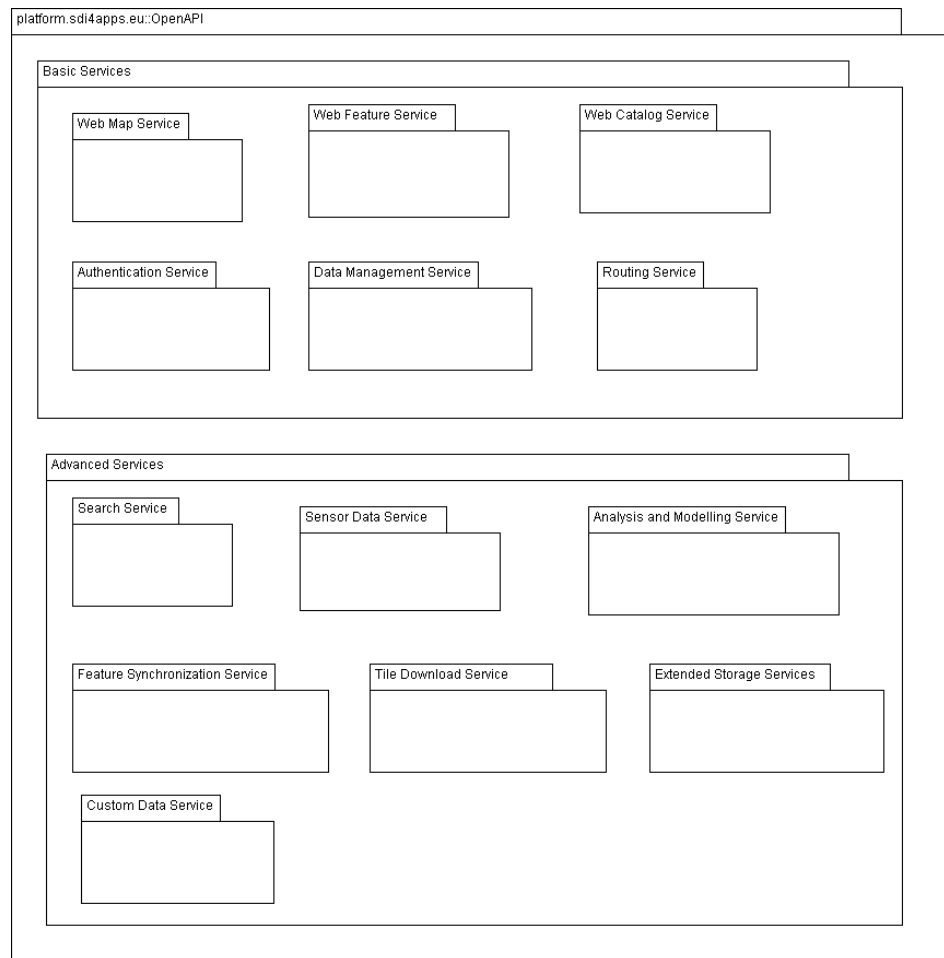 platform.sdi4apps.eu::OpenAPI
Basic Services
Web Map Service
Web Feature Service
Web Catalog Service
Authentication Service
Data Management Service
Routing Service
Advanced Services
Search Service
Sensor Data Service
Analysis and Modelling Service
Feature Synchronization Service
Tile Download Service
Extended Storage Services
Custom Data Service